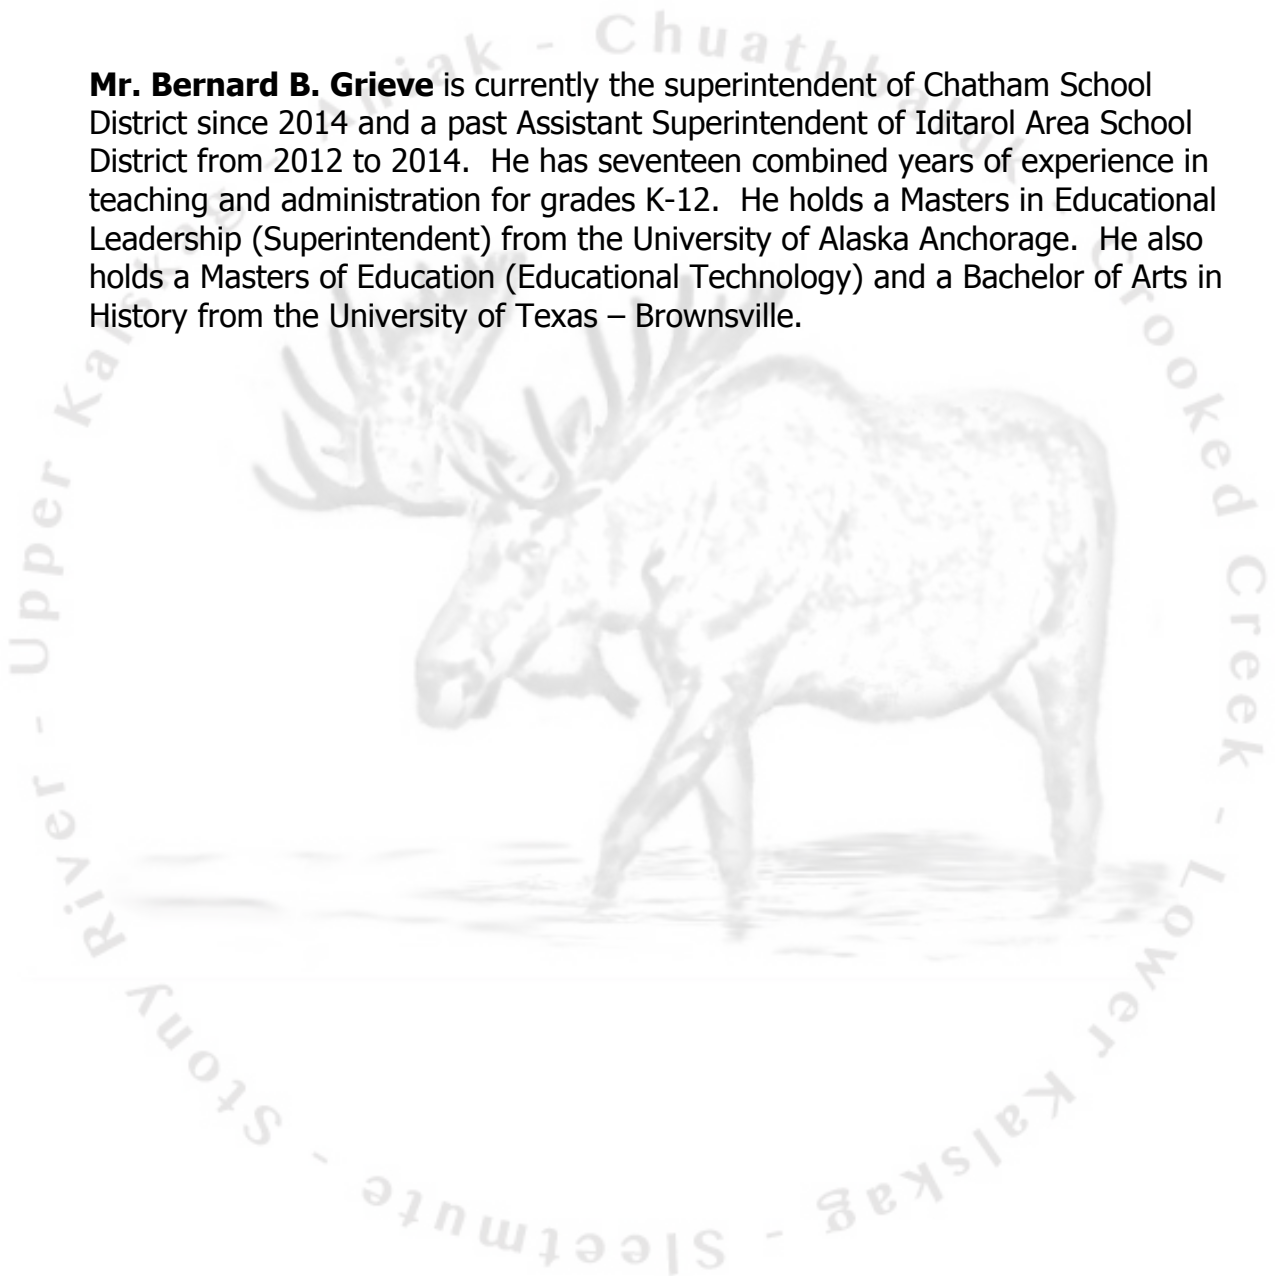 Mr. Bernard B. Grieve is currently the superintendent of Chatham School
District since 2014 and a past Assistant Superintendent of Iditarol Area School
District from 2012 to 2014.  He has seventeen combined years of experience in
teaching and administration for grades K-12.  He holds a Masters in Educational
Leadership (Superintendent) from the University of Alaska Anchorage.  He also
holds a Masters of Education (Educational Technology) and a Bachelor of Arts in
History from the University of Texas – Brownsville.
Aniak - Chuathbaluk - Crooked Creek - Lower Kalskag - Sleetmute - Stony River - Upper Kalskag